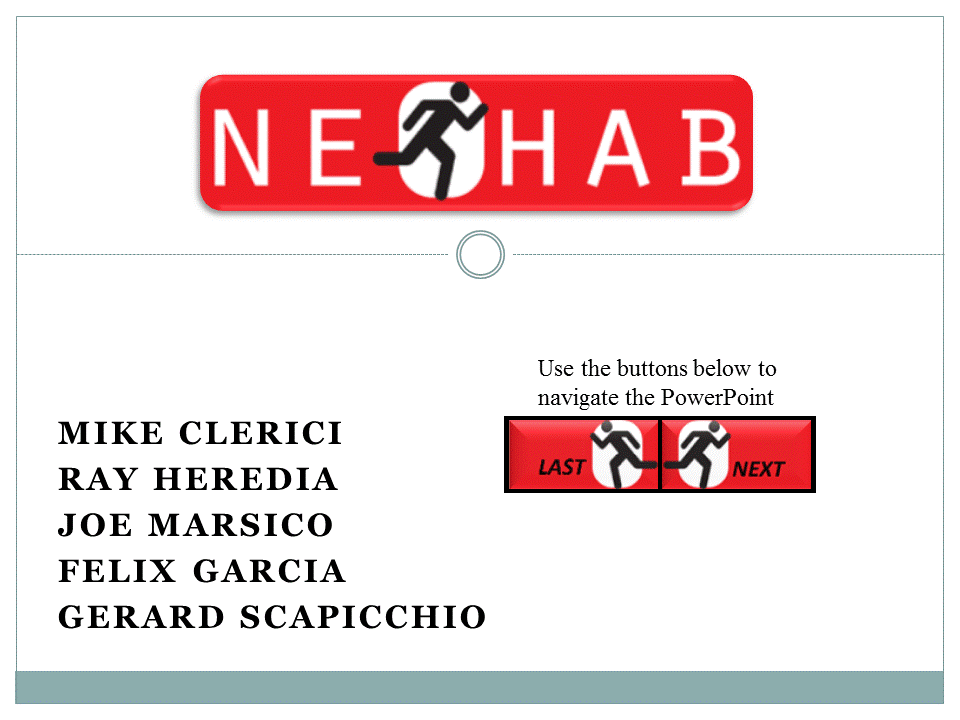 NE HAB
Use the buttons below to
navigate the PowerPoint
LAST NEXT
MIKE CLERICI
RAY HEREDIA
JOE MARSICO
FELIX GARCIA
GERARD SCAPICCHIO